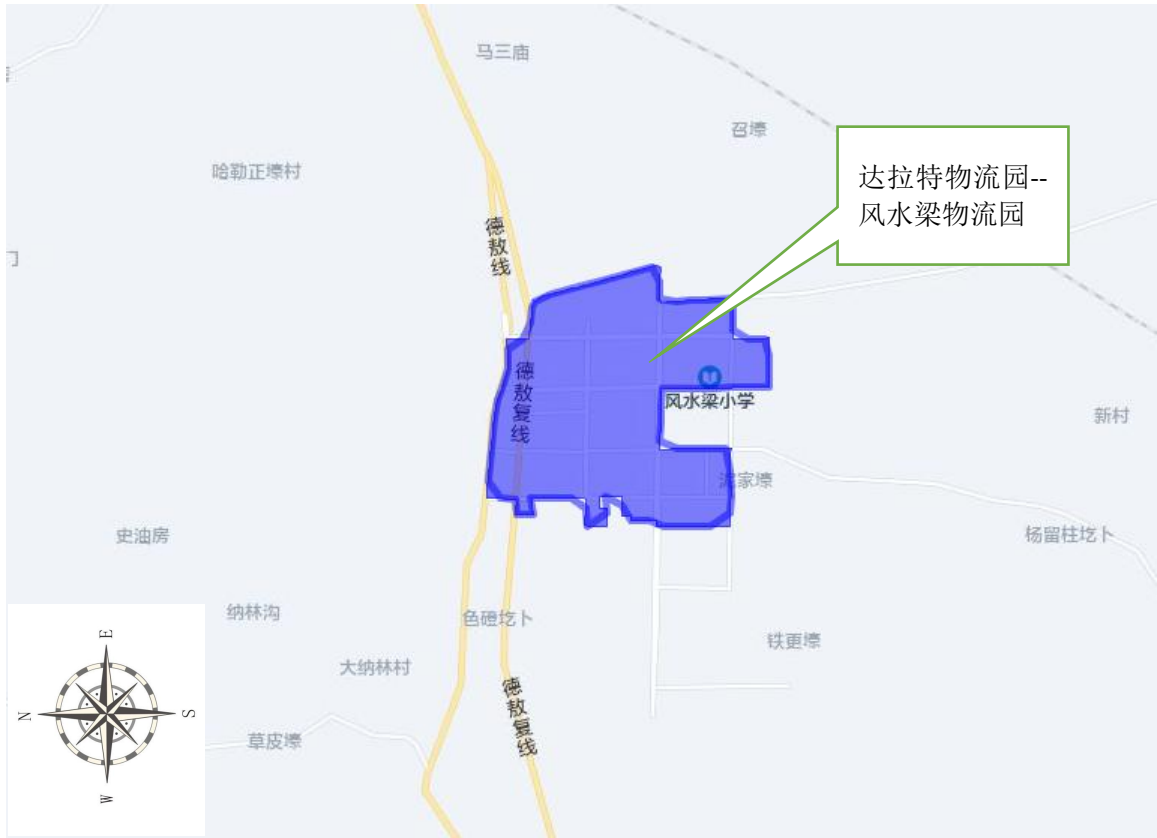 马三庙
召壕
哈勒正壕村
达拉特物流园--
风水梁物流园
德敖线
德敖复线
风水梁小学
新村
泥家壕
史油房
杨留柱圪卜
纳林沟
色磴圪卜
铁更壕
大纳林村
德敖复线
草皮壕
E
N
S
W